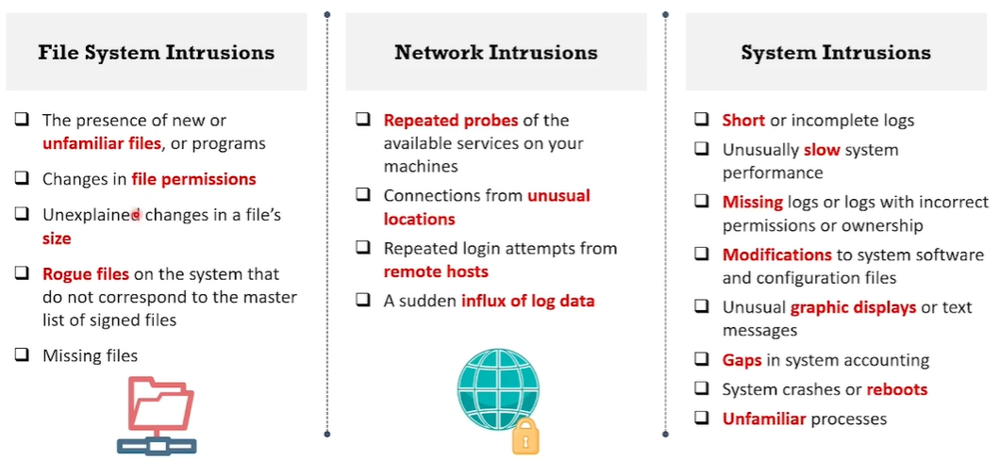 File System Intrusions
The presence of new or
unfamiliar files, or programs
Changes in file permissions
Unexplained changes in a file's
size
Rogue files on the system that
do not correspond to the master
list of signed files
Missing files
Network Intrusions
Repeated probes of the
available services on your
machines
Connections from unusual
locations
Repeated login attempts from
remote hosts
A sudden influx of log data
System Intrusions
Short or incomplete logs
Unusually slow system
performance
Missing logs or logs with incorrect
permissions or ownership
Modifications to system software
and configuration files
Unusual graphic displays or text
messages
Gaps in system accounting
System crashes or reboots
Unfamiliar processes